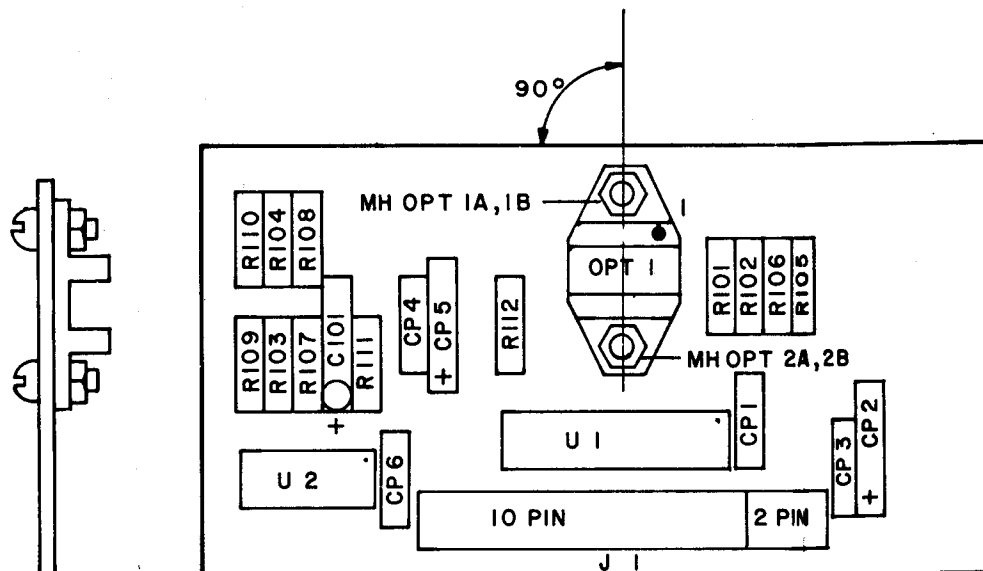 90°
MH OPT 1A,1B
1
R110
R104
R108
OPT 1
R101
R102
R106
R105
CP4
CP5
+
R112
R109
R103
R107
C101
+
R111
MH OPT 2A,2B
U 1
CP1
CP3
CP2
+
U 2
CP6
10 PIN
2 PIN
J 1